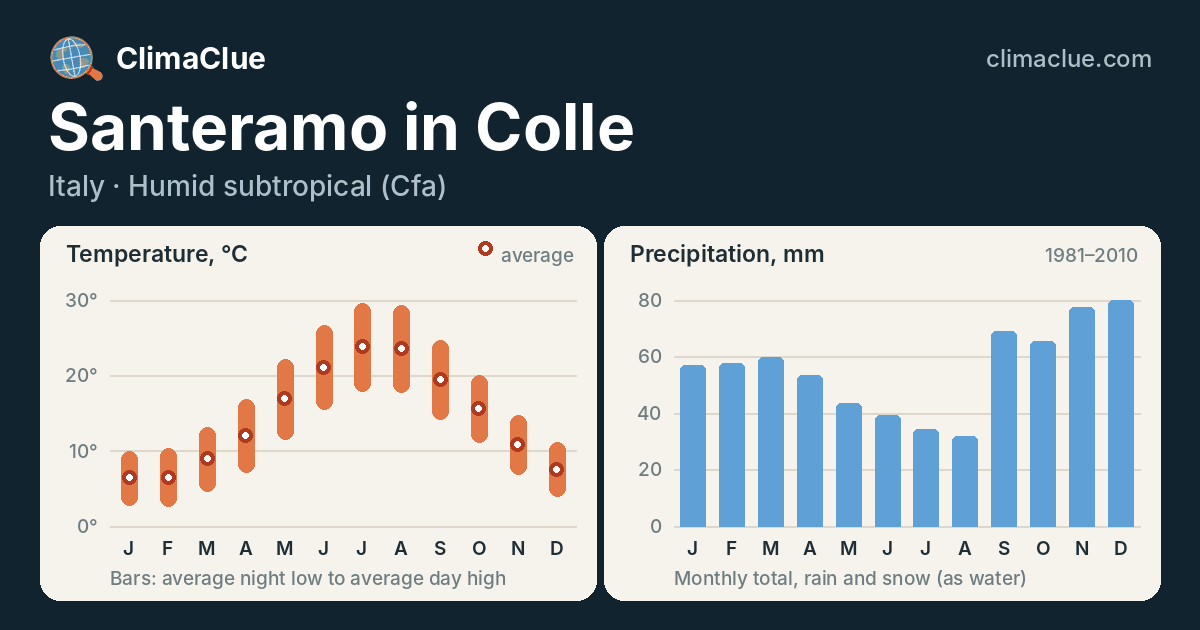 ClimaClue
climaclue.com
Santeramo in Colle
Italy · Humid subtropical (Cfa)
Temperature, °C
average
30°
20°
10°
0°
J F M A M J J A S O N D
Bars: average night low to average day high
Precipitation, mm
1981–2010
80
60
40
20
0
J F M A M J J A S O N D
Monthly total, rain and snow (as water)